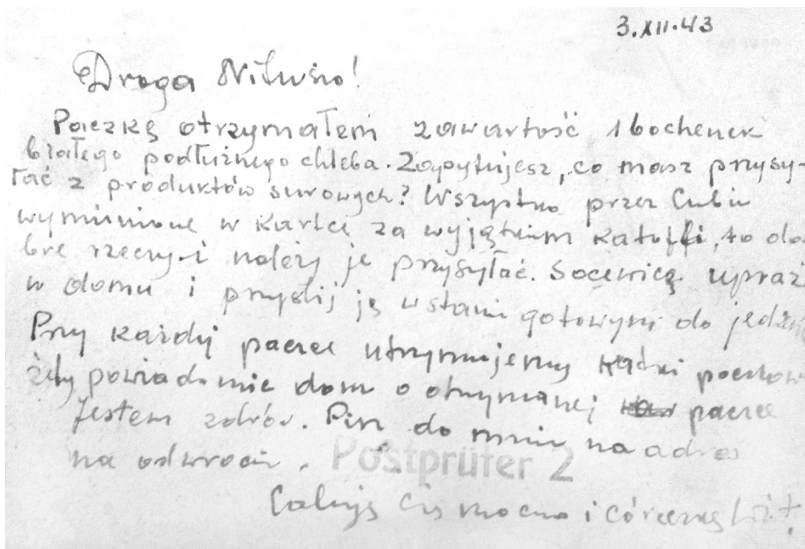 3.XII.43
Droga Niluśio!
Paczkę otrzymałem zawartość 1 bochenek
białego podłużnego chleba. Zapytujesz, co masz przysy-
łać z produktów surowych? Wszystko przez
wymienione w kartce za wyjątkiem kartofli, to do-
bre rzeczy i należy je przysyłać. Socewicę upraż
w domu i przyślij ją w stanie gotowym do jedzenia
Przy każdej paczce otrzymujemy kartki pocztowe
żeby powiadomić dom o otrzymanej paczce
Jestem zdrów. Pisz do mnie na adres
na odwrocie.
Postprüfer 2
Całuję Cię mocno i córeczkę